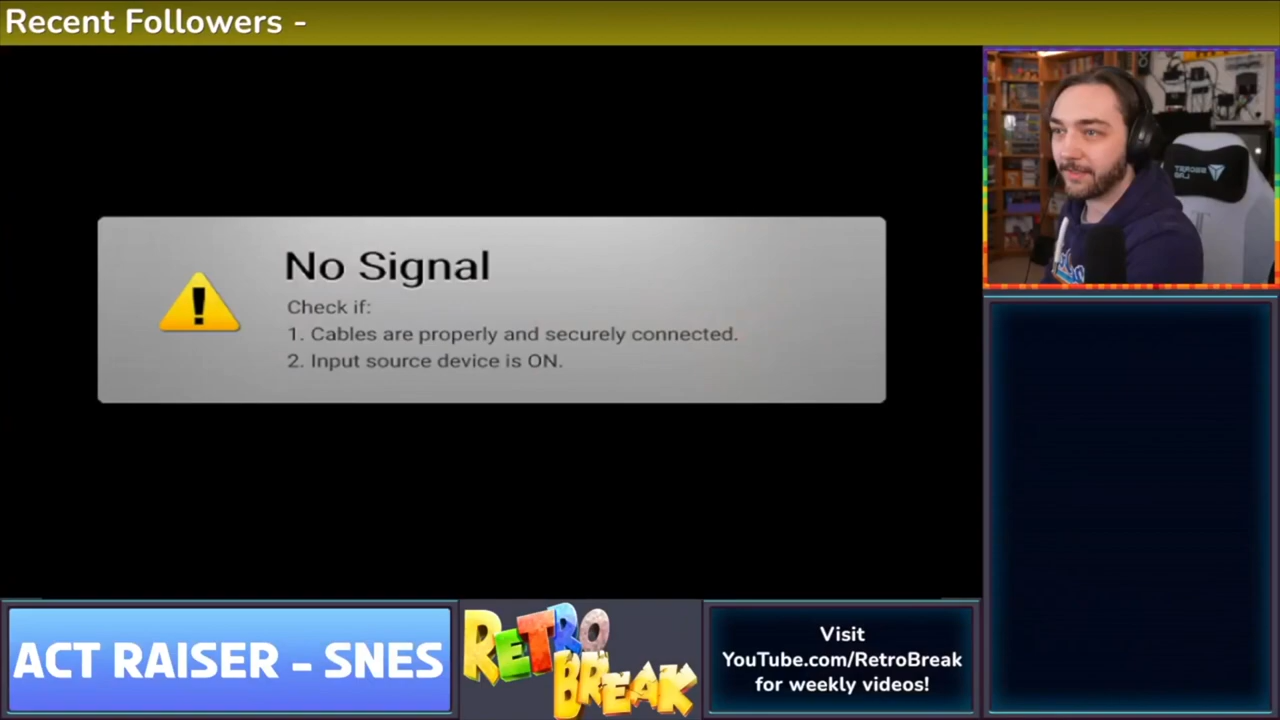 Recent Followers -
No Signal
Check if:
1. Cables are properly and securely connected.
2. Input source device is ON.
ACT RAISER - SNES
RETRO
BREAK
Visit
YouTube.com/RetroBreak
for weekly videos!